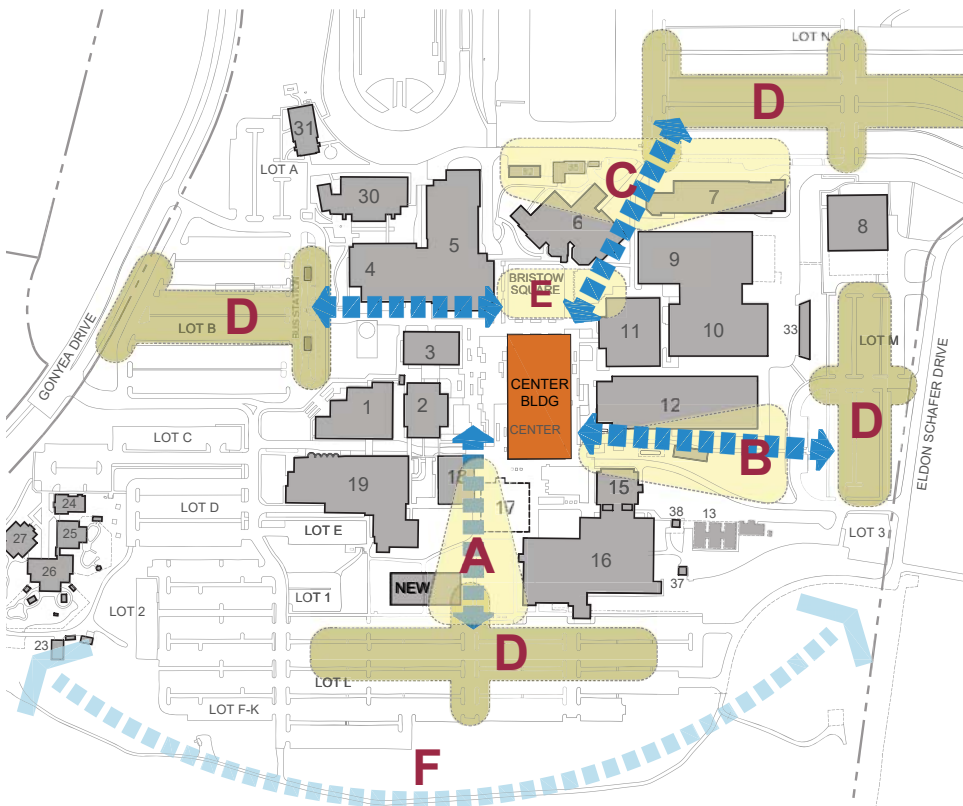 LOT N
D
31
LOT A
C
30
7
6
5
8
4
9
BRISTOW
SQUARE
E
BUS STATION
D
LOT B
11
10
33
LOT M
GONYEA DRIVE
3
CENTER
BLDG
CENTER
1
2
12
D
ELDON SCHAFER DRIVE
LOT C
B
18
17
15
19
24
LOT D
38
13
27
25
LOT E
LOT 3
A
16
26
37
NEW
LOT 1
LOT 2
23
D
LOT L
LOT F-K
F